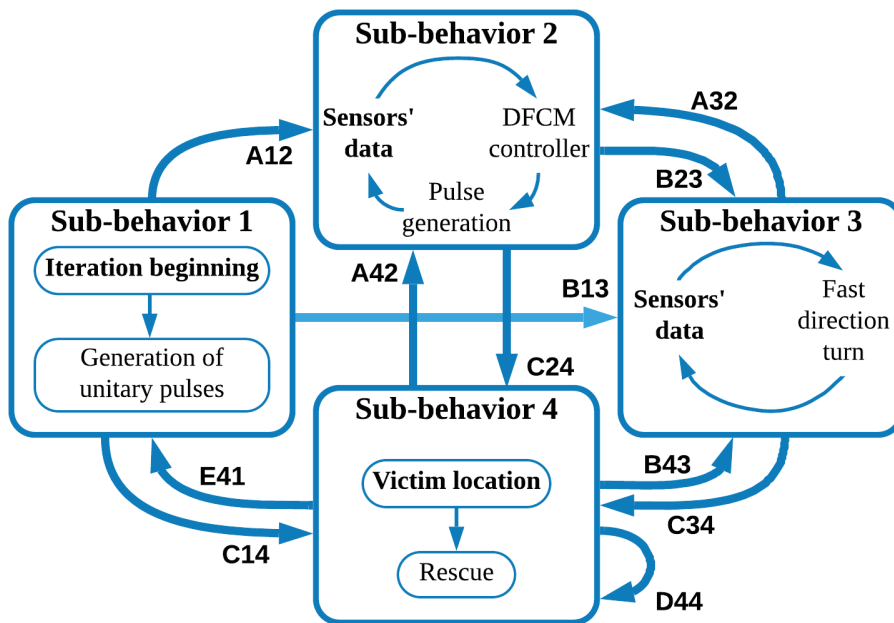 Sub-behavior 2
Sensors'
data
DFCM
controller
Pulse
generation
A12
A32
B23
Sub-behavior 1
Iteration beginning
Generation of
unitary pulses
A42
B13
C24
Sub-behavior 3
Sensors'
data
Fast
direction
turn
Sub-behavior 4
Victim location
Rescue
E41
C14
B43
C34
D44